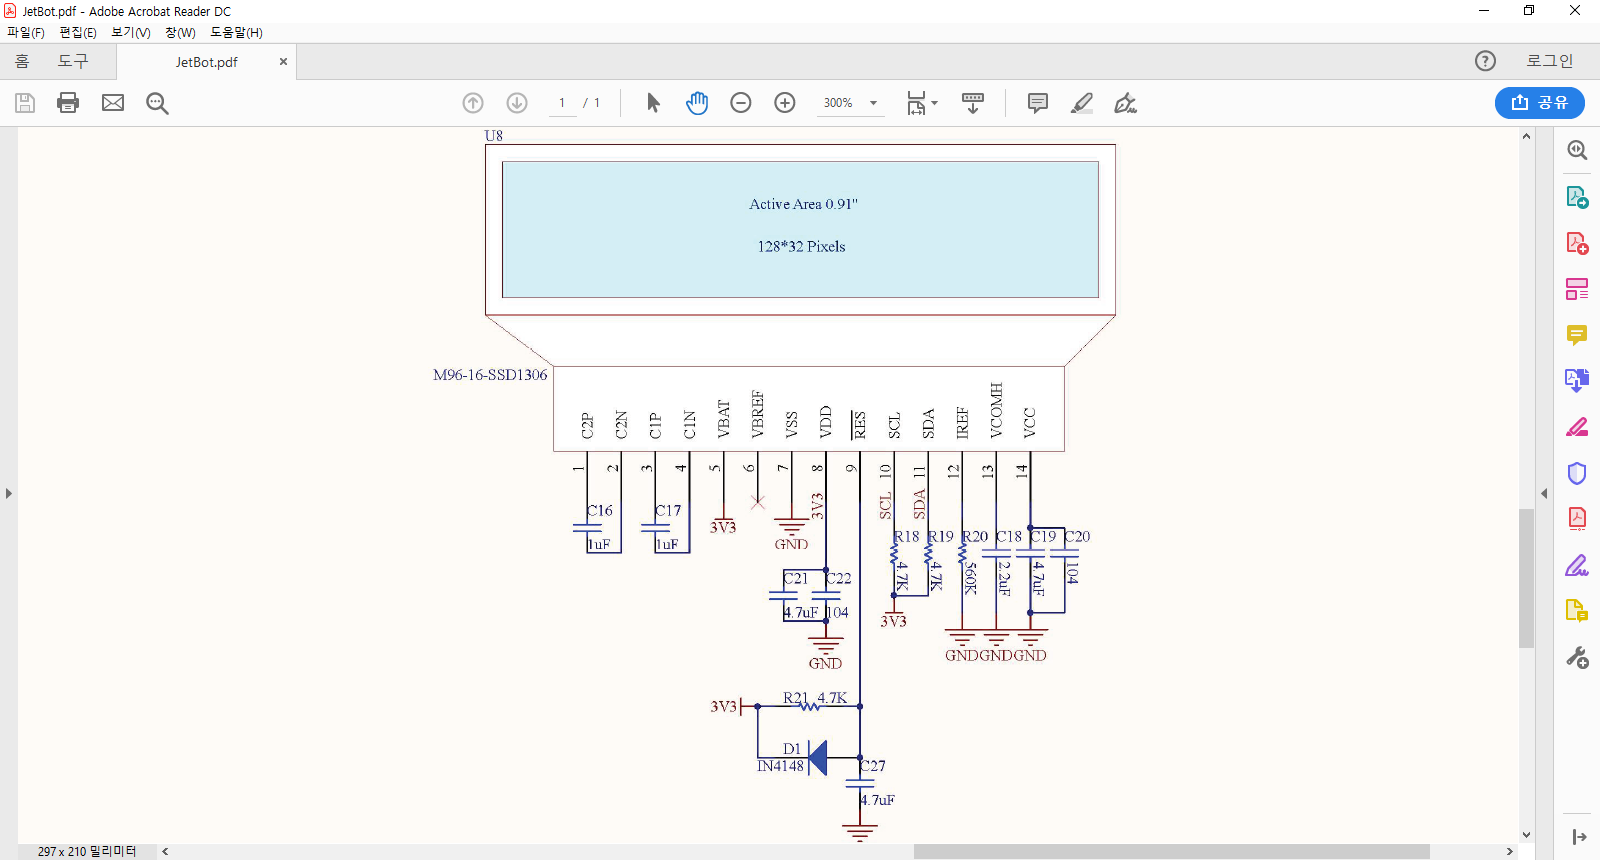 JetBot.pdf - Adobe Acrobat Reader DC
파일(F) 편집(E) 보기(V) 창(W) 도움말(H)
홈 도구 JetBot.pdf × 로그인
1 / 1 300% 공유
U8
Active Area 0.91"
128*32 Pixels
M96-16-SSD1306
C2P C2N C1P C1N VBAT VBREF VSS VDD RES SCL SDA IREF VCOMH VCC
1 2 3 4 5 6 7 8 9 10 11 12 13 14
3V3 SCL SDA
C16 C17 3V3
1uF 1uF GND
R18 R19 R20 C18 C19 C20
4.7K 4.7K 560K 2.2uF 4.7uF 104
C21 C22
4.7uF 104
3V3
GND
GND GND GND
3V3 R21 4.7K
D1
IN4148
C27
4.7uF
297 x 210 밀리미터